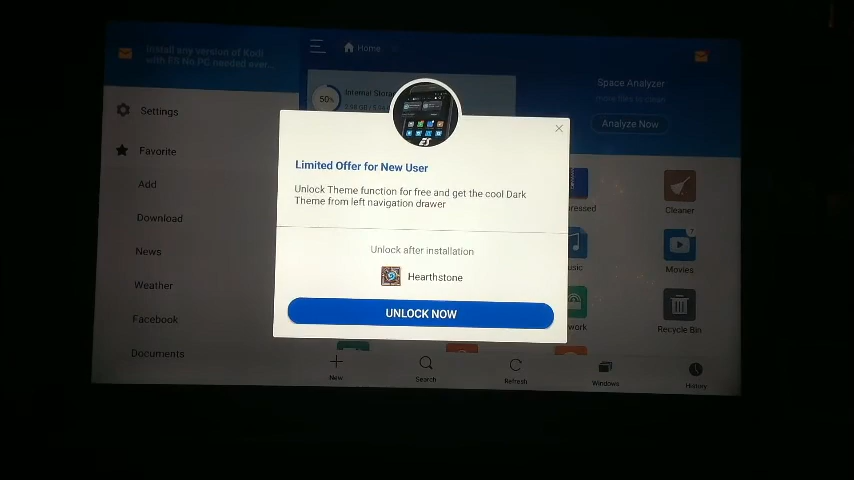 Install any version of Kodi
with ES No PC needed over...
Home
Settings
Favorite
Add
Download
News
Weather
Facebook
Documents
50%
Internal Storage
Space Analyzer
Analyze Now
Cleaner
Movies
Recycle Bin
ES
Limited Offer for New User
Unlock Theme function for free and get the cool Dark
Theme from left navigation drawer
Unlock after installation
Hearthstone
UNLOCK NOW
New
Search
Refresh
Windows
History